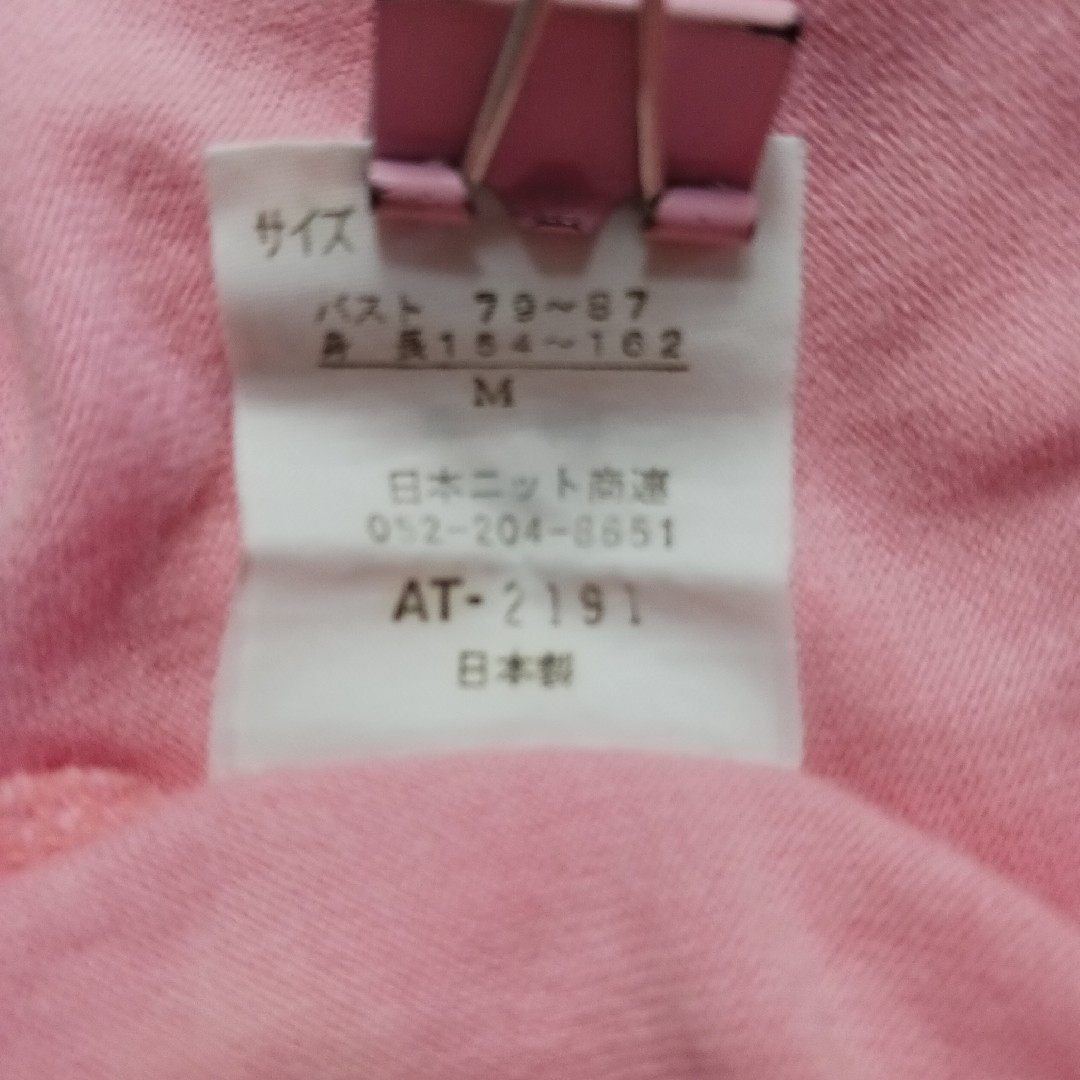 サイズ
バスト 79~87
身 長154~162
M
日本ニット商連
052-204-8651
AT-2191
日本製